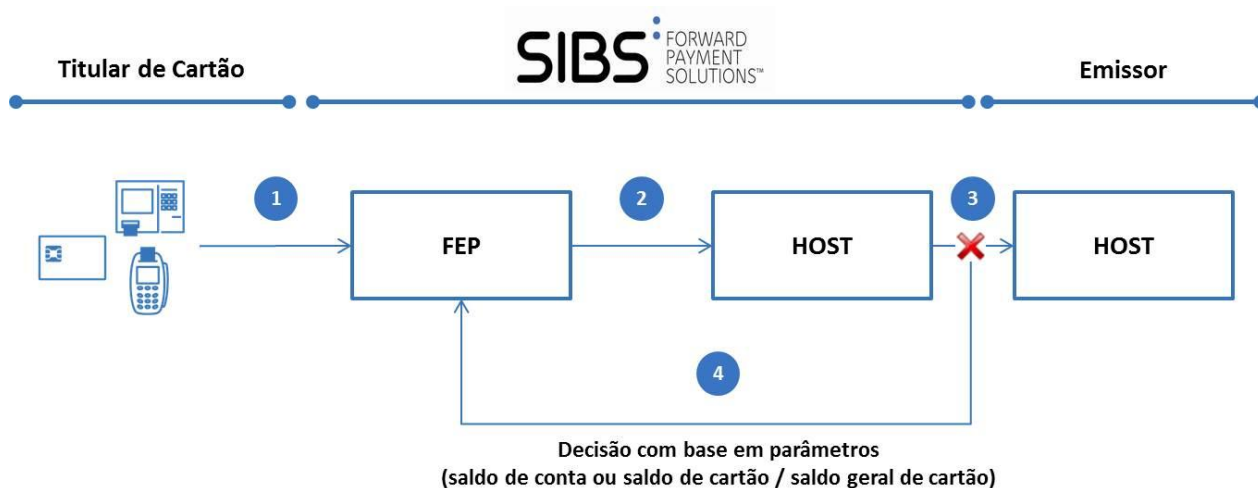 SIBS FORWARD
PAYMENT
SOLUTIONS™
Titular de Cartão
Emissor
1
2
3
FEP
HOST
HOST
4
Decisão com base em parâmetros
(saldo de conta ou saldo de cartão / saldo geral de cartão)